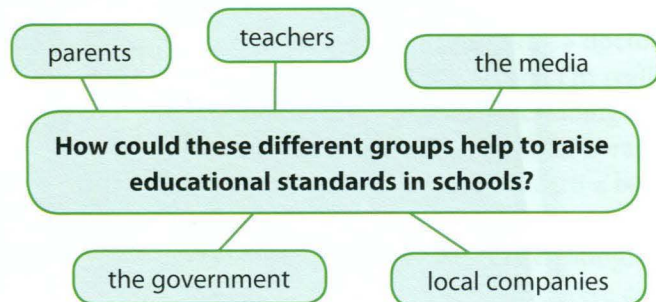 parents
teachers
the media
How could these different groups help to raise
educational standards in schools?
the government
local companies